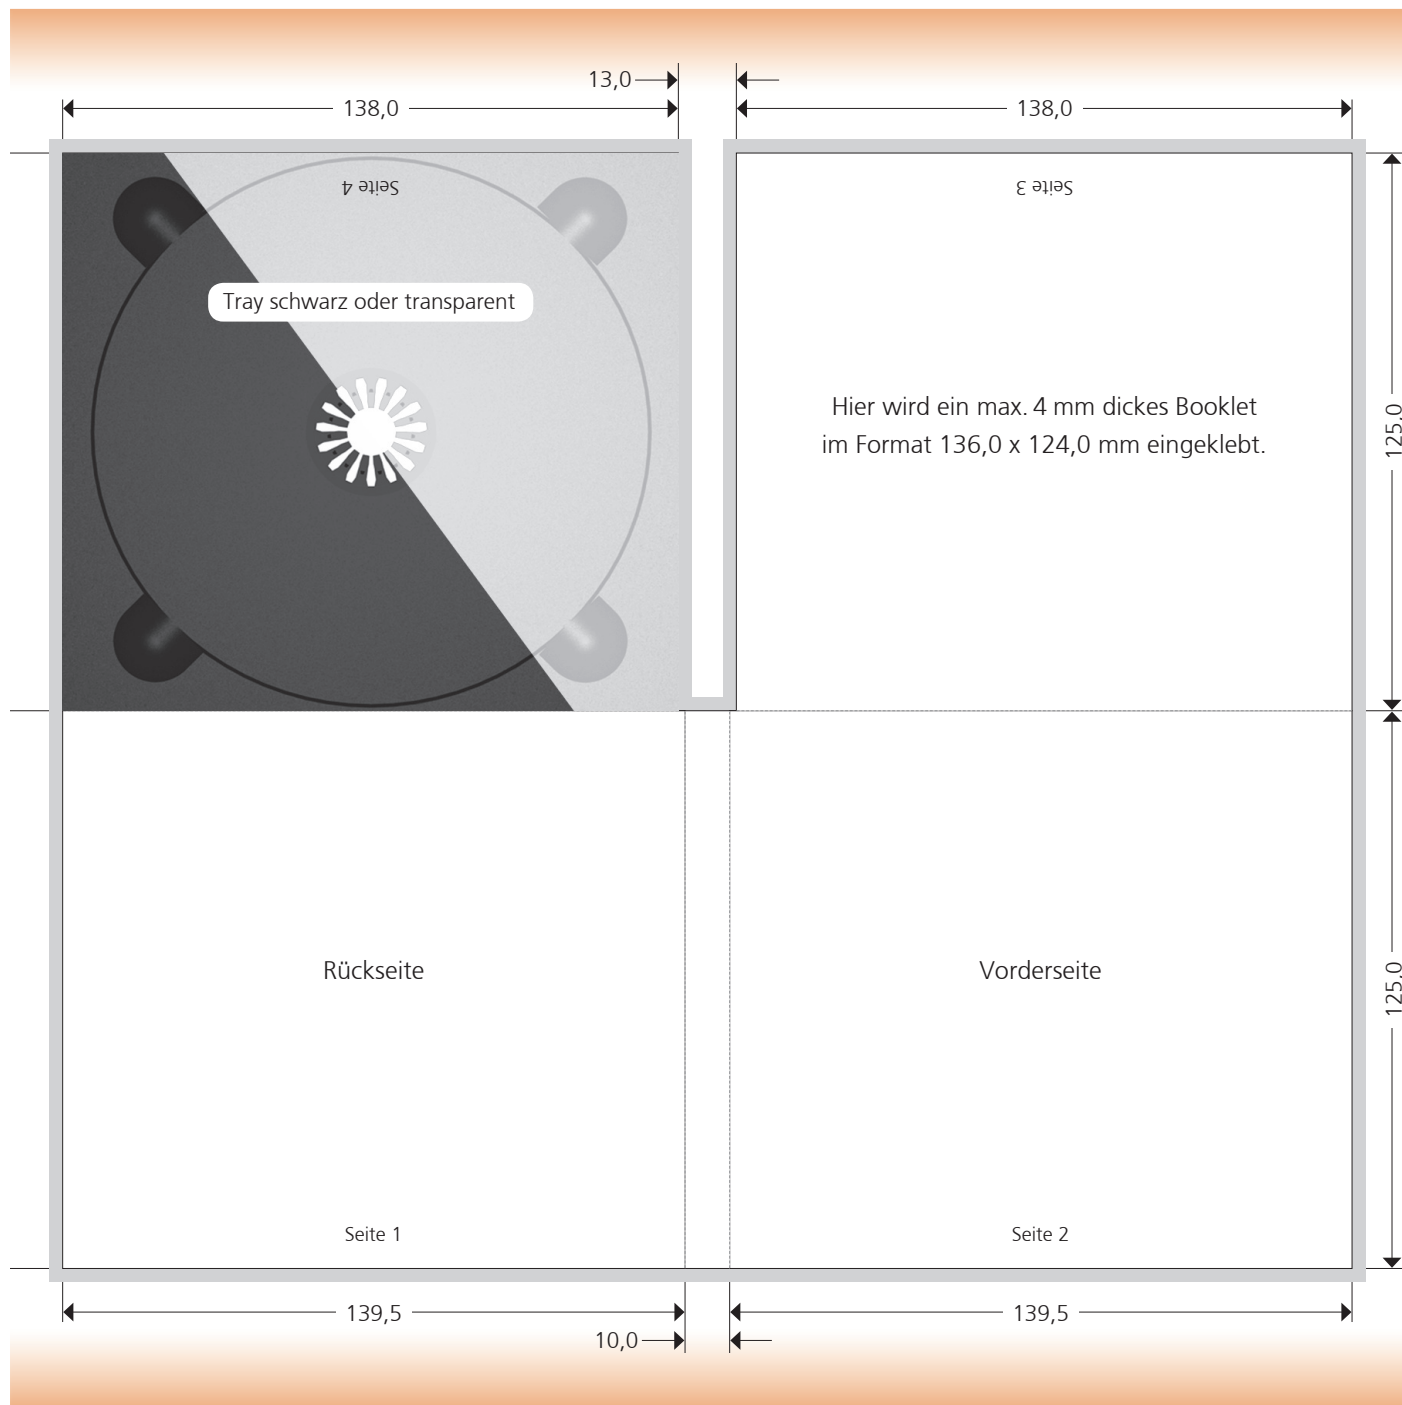 13,0
138,0
138,0
Seite 4
Seite 3
Tray schwarz oder transparent
Hier wird ein max. 4 mm dickes Booklet
im Format 136,0 x 124,0 mm eingeklebt.
125,0
Rückseite
Vorderseite
125,0
Seite 1
Seite 2
139,5
139,5
10,0